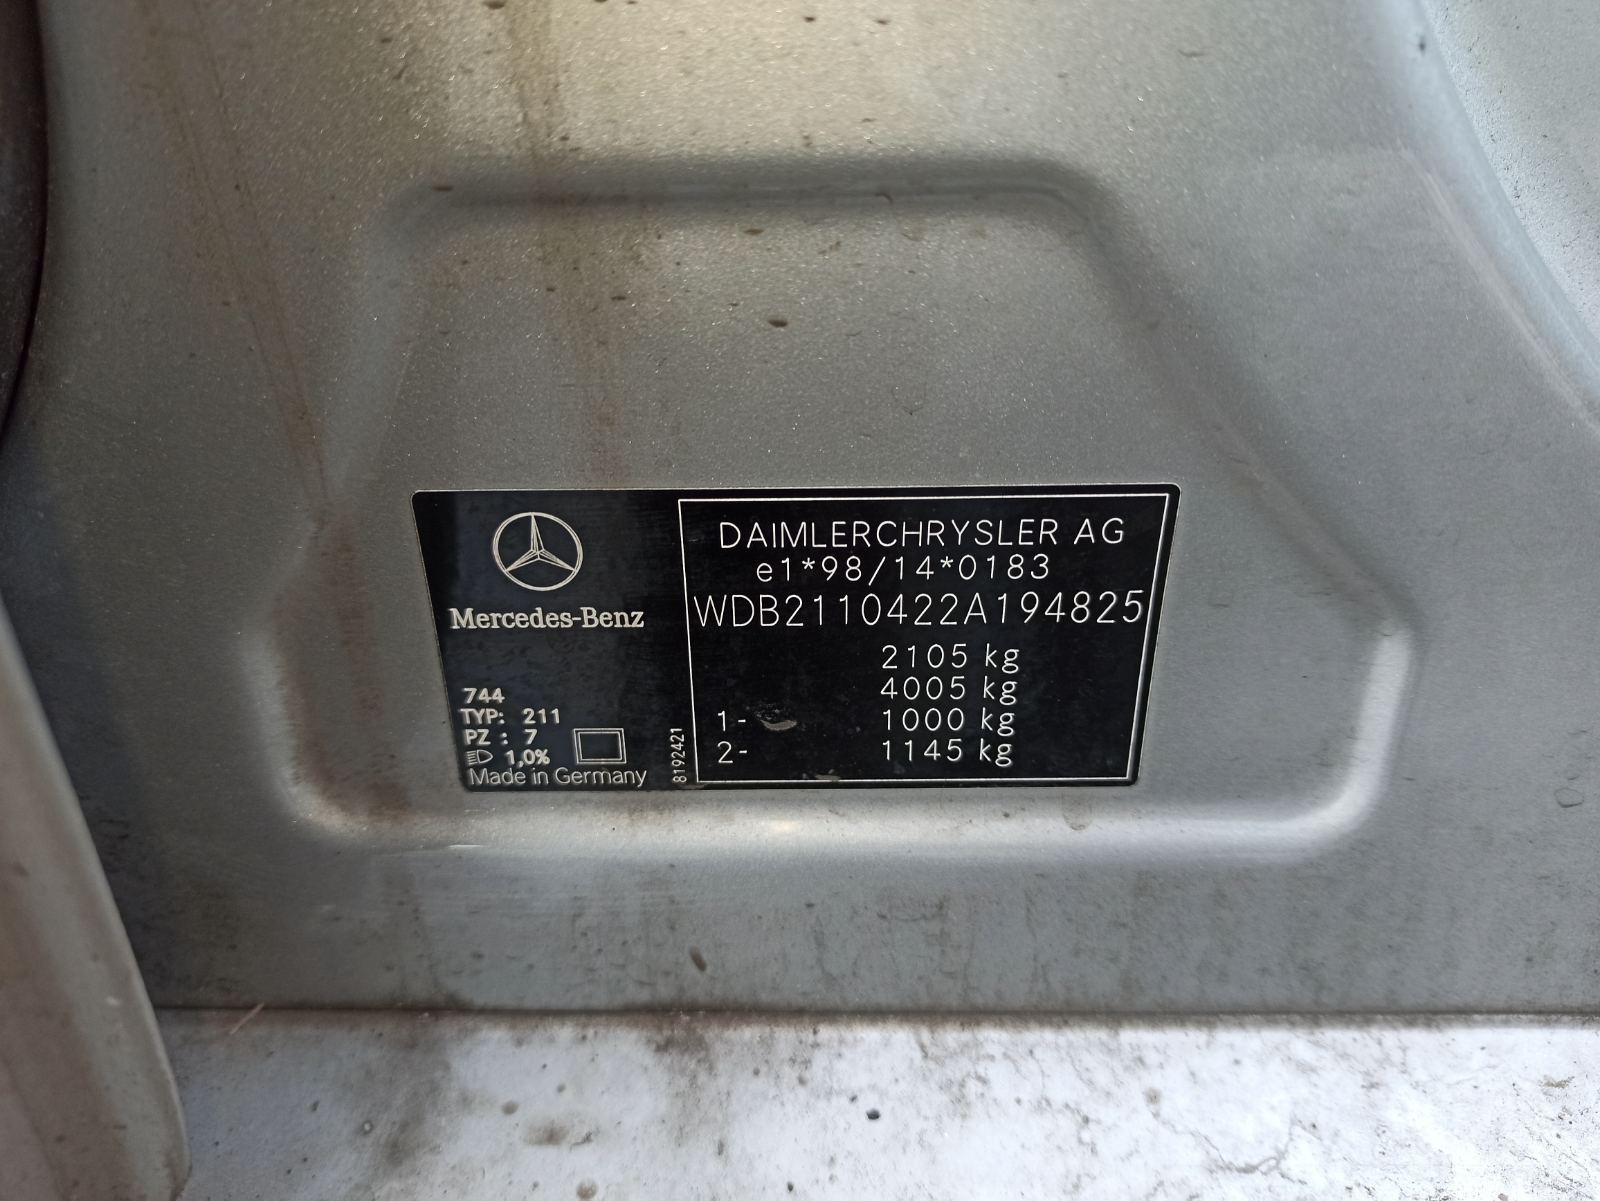 Mercedes-Benz
744
TYP: 211
PZ : 7
1,0%
Made in Germany
8192421
DAIMLERCHRYSLER AG
e1*98/14*0183
WDB2110422A194825
2105 kg
4005 kg
1- 1000 kg
2- 1145 kg